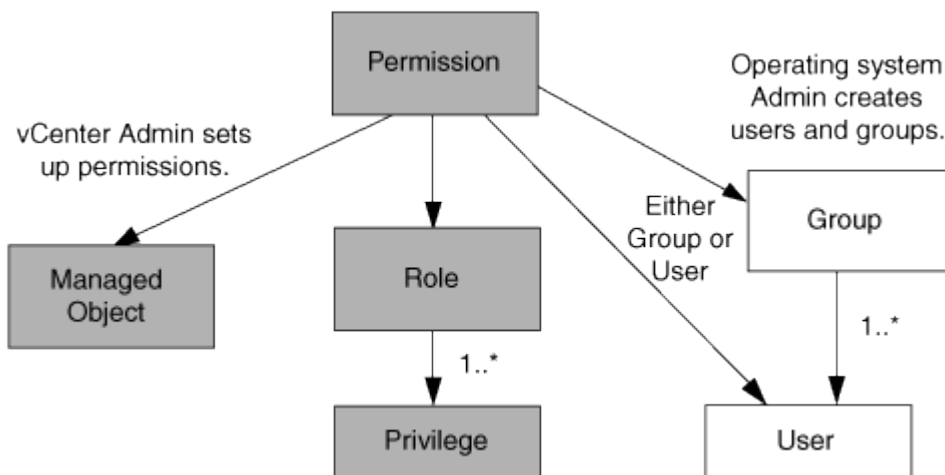 Permission
Operating system
Admin creates
users and groups.
vCenter Admin sets
up permissions.
Either
Group or
User
Group
Managed
Object
Role
1..*
1..*
Privilege
User